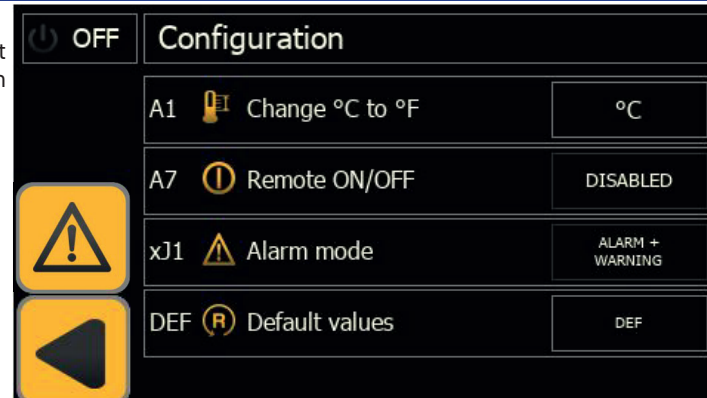 OFF
Configuration
A1 Change °C to °F
°C
A7 Remote ON/OFF
DISABLED
xJ1 Alarm mode
ALARM +
WARNING
DEF R Default values
DEF